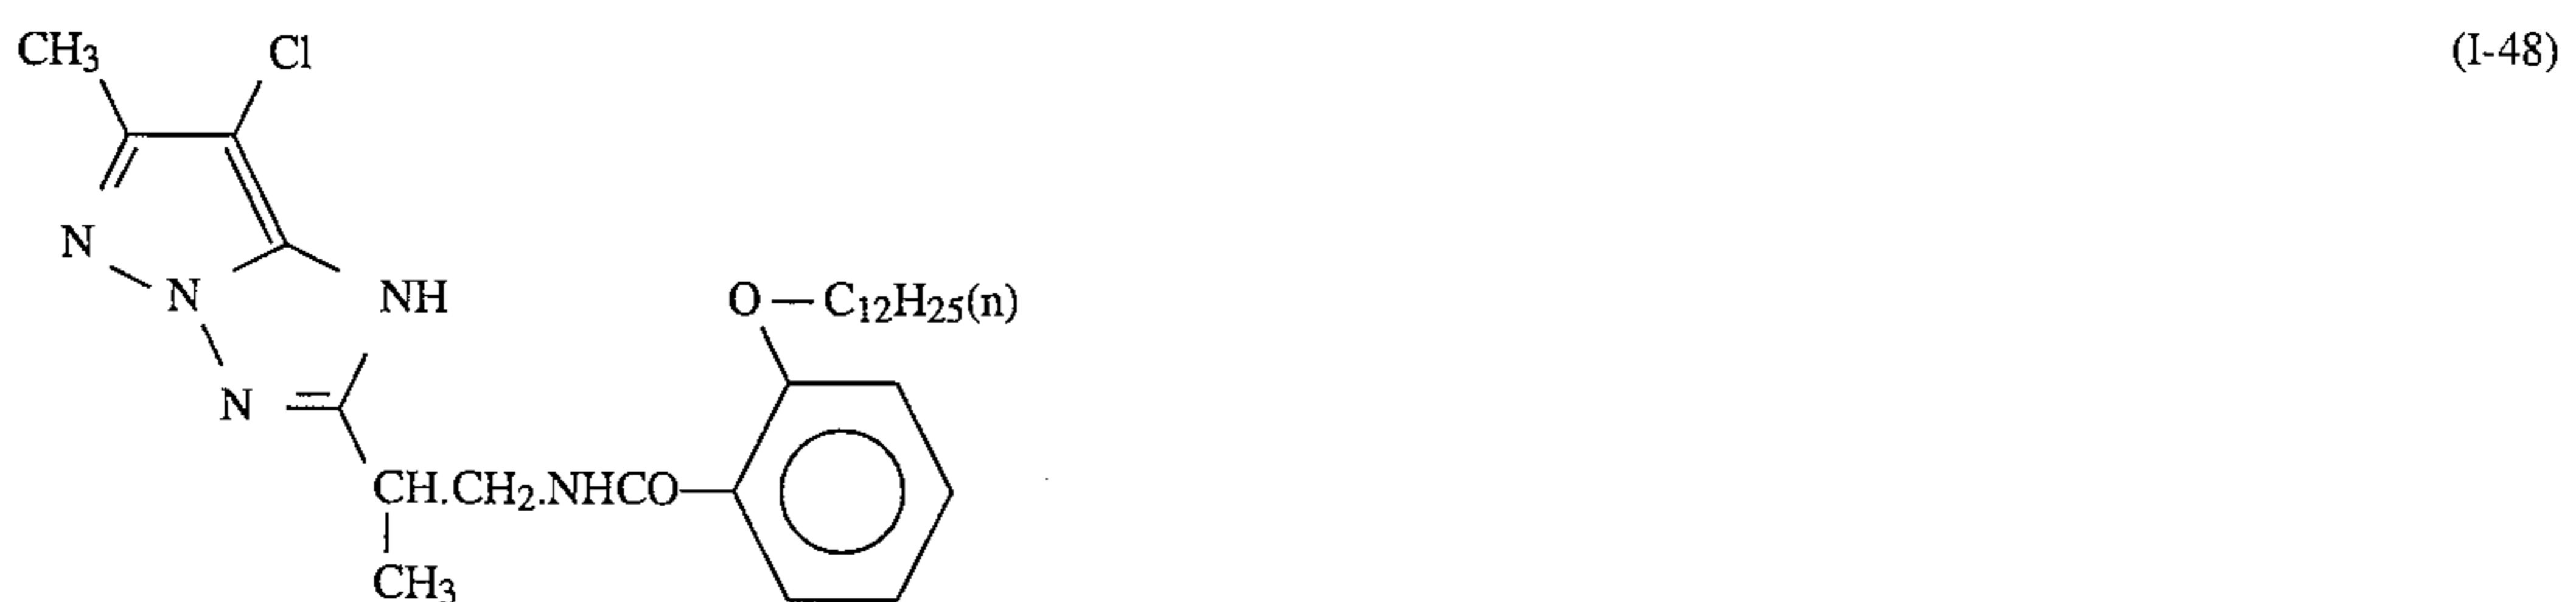 CH3 Cl (I-48)
N
N NH O—C12H25(n)
N
CH.CH2.NHCO
CH3